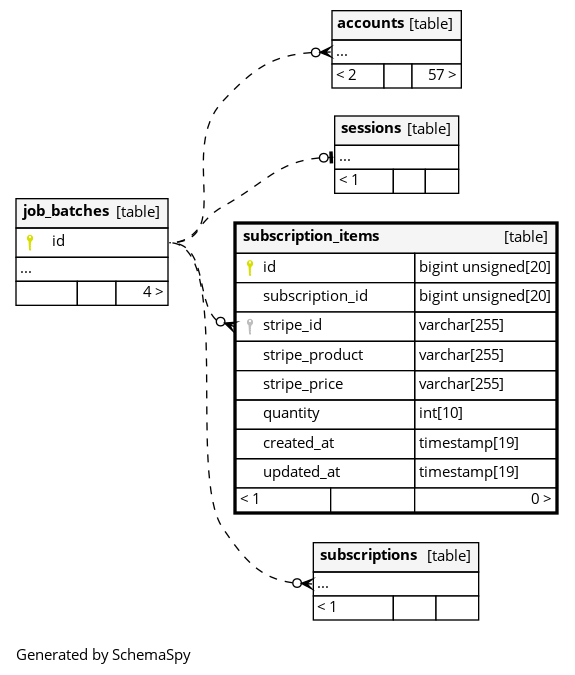 accounts [table]
...
< 2 57 >
sessions [table]
...
< 1
job_batches [table]
id
...
4 >
subscription_items [table]
id bigint unsigned[20]
subscription_id bigint unsigned[20]
stripe_id varchar[255]
stripe_product varchar[255]
stripe_price varchar[255]
quantity int[10]
created_at timestamp[19]
updated_at timestamp[19]
< 1 0 >
subscriptions [table]
...
< 1
Generated by SchemaSpy